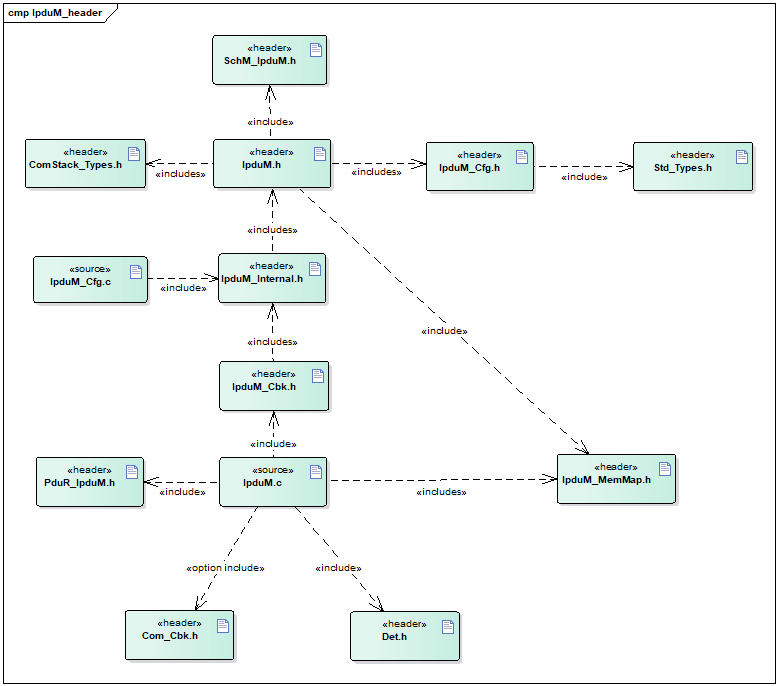 cmp IpduM_header
«header»
SchM_IpduM.h
«include»
«header»
ComStack_Types.h
«includes»
«header»
IpduM.h
«includes»
«header»
IpduM_Cfg.h
«include»
«header»
Std_Types.h
«includes»
«source»
IpduM_Cfg.c
«include»
«header»
IpduM_Internal.h
«include»
«includes»
«header»
IpduM_Cbk.h
«include»
«header»
PduR_IpduM.h
«include»
«source»
IpduM.c
«includes»
«header»
IpduM_MemMap.h
«option include»
«include»
«header»
Com_Cbk.h
«header»
Det.h